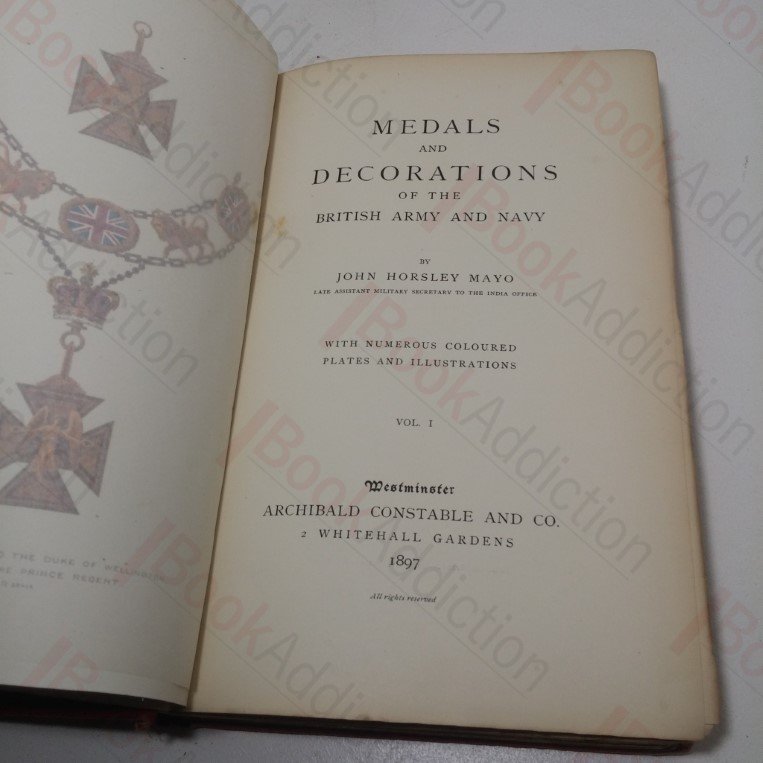 MEDALS
AND
DECORATIONS
OF THE
BRITISH ARMY AND NAVY
BY
JOHN HORSLEY MAYO
LATE ASSISTANT MILITARY SECRETARY TO THE INDIA OFFICE
WITH NUMEROUS COLOURED
PLATES AND ILLUSTRATIONS
VOL. I
Westminster
ARCHIBALD CONSTABLE AND CO.
2 WHITEHALL GARDENS
1897
All rights reserved
THE DUKE OF WELLINGTON
PRINCE REGENT
BookAddiction